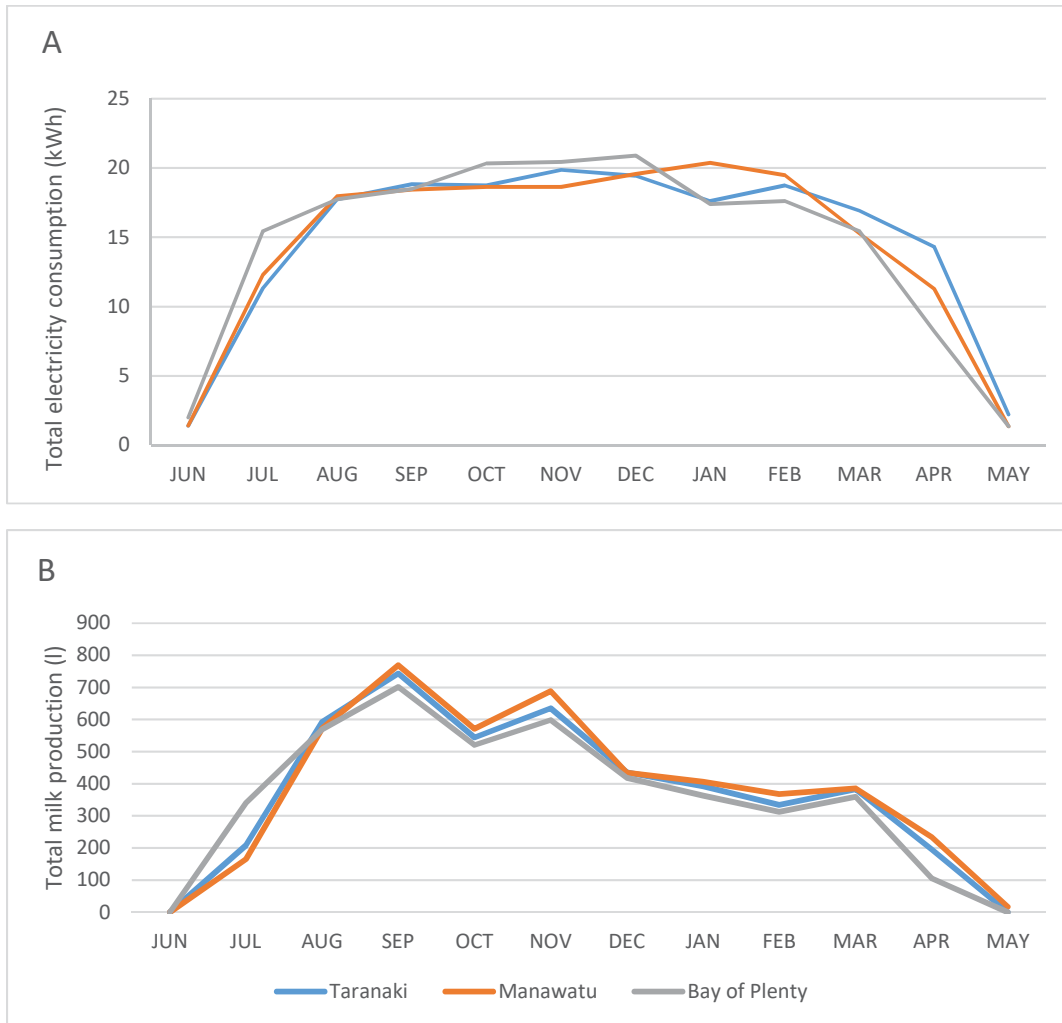 A
Total electricity consumption (kWh)
25
20
15
10
5
0
JUN JUL AUG SEP OCT NOV DEC JAN FEB MAR APR MAY
B
Total milk production (l)
900
800
700
600
500
400
300
200
100
0
JUN JUL AUG SEP OCT NOV DEC JAN FEB MAR APR MAY
Taranaki Manawatu Bay of Plenty